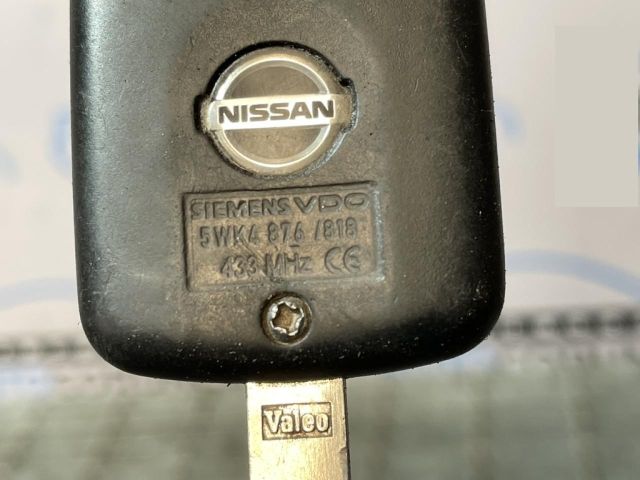 NISSAN
SIEMENS VDO
5WK4 876 /818
433 MHz CE
Valeo